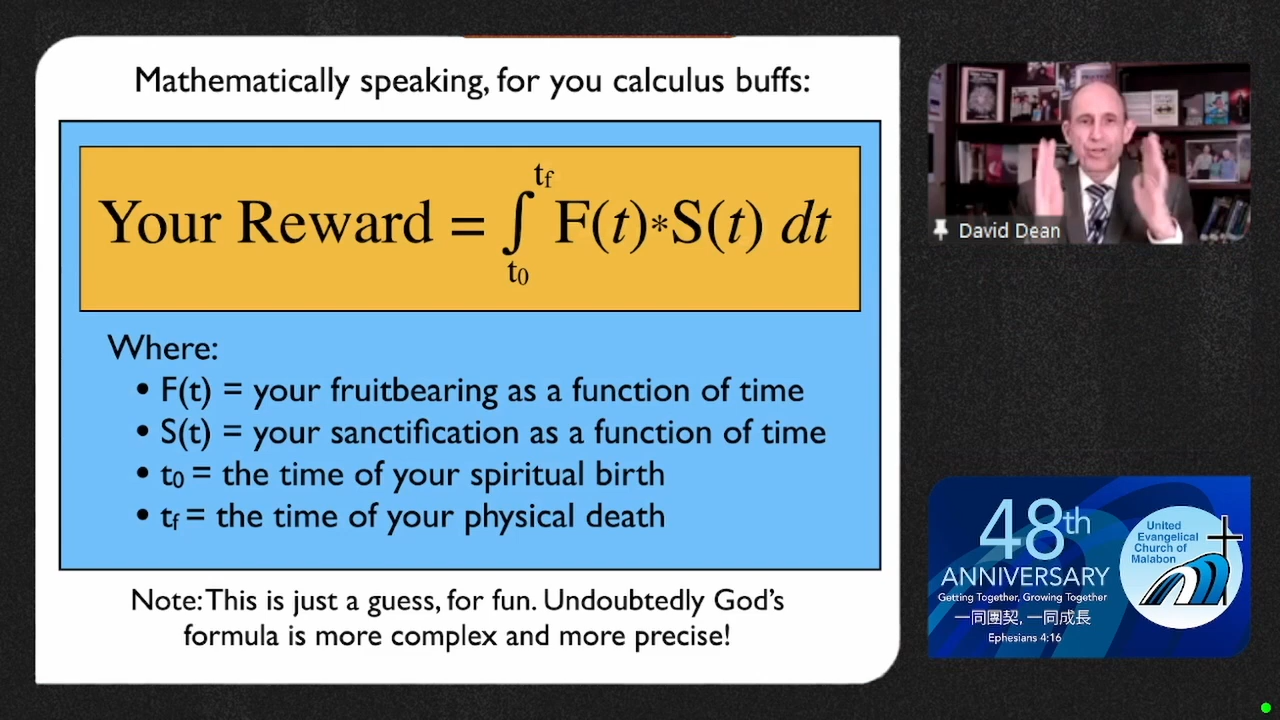 Mathematically speaking, for you calculus buffs:
tf
Your Reward = ∫ F(t)*S(t) dt
t0
Where:
• F(t) = your fruitbearing as a function of time
• S(t) = your sanctification as a function of time
• t0 = the time of your spiritual birth
• tf = the time of your physical death
Note: This is just a guess, for fun. Undoubtedly God's
formula is more complex and more precise!
David Dean
48th
ANNIVERSARY
Getting Together, Growing Together
一同團契, 一同成長
Ephesians 4:16
United
Evangelical
Church of
Malabon